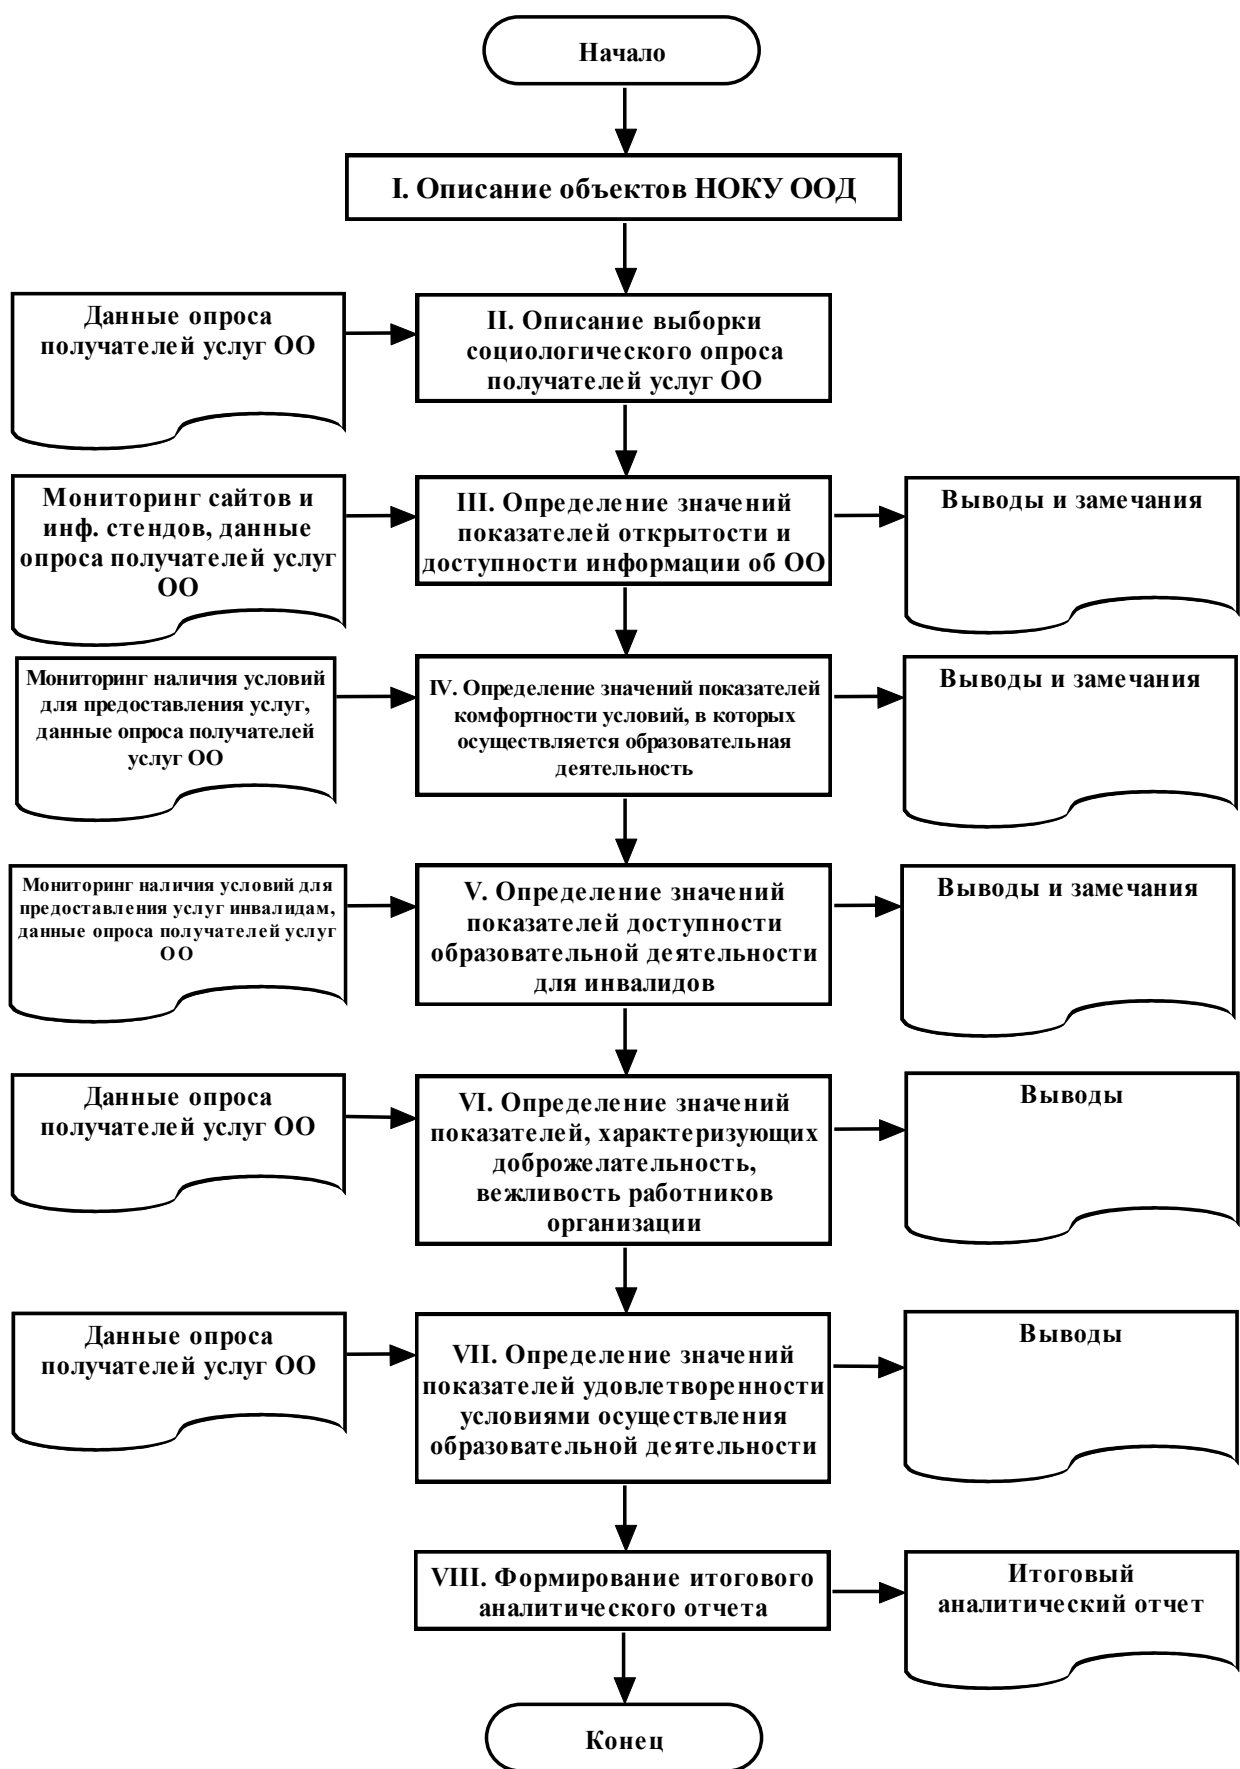 Начало
I. Описание объектов НОКУ ООД
Данные опроса
получателей услуг ОО
II. Описание выборки
социологического опроса
получателей услуг ОО
Мониторинг сайтов и
инф. стендов, данные
опроса получателей услуг
ОО
III. Определение значений
показателей открытости и
доступности информации об ОО
Выводы и замечания
Мониторинг наличия условий
для предоставления услуг,
данные опроса получателей
услуг ОО
IV. Определение значений показателей
комфортности условий, в которых
осуществляется образовательная
деятельность
Выводы и замечания
Мониторинг наличия условий для
предоставления услуг инвалидам,
данные опроса получателей услуг
ОО
V. Определение значений
показателей доступности
образовательной деятельности
для инвалидов
Выводы и замечания
Данные опроса
получателей услуг ОО
VI. Определение значений
показателей, характеризующих
доброжелательность,
вежливость работников
организации
Выводы
Данные опроса
получателей услуг ОО
VII. Определение значений
показателей удовлетворенности
условиями осуществления
образовательной деятельности
Выводы
VIII. Формирование итогового
аналитического отчета
Итоговый
аналитический отчет
Конец